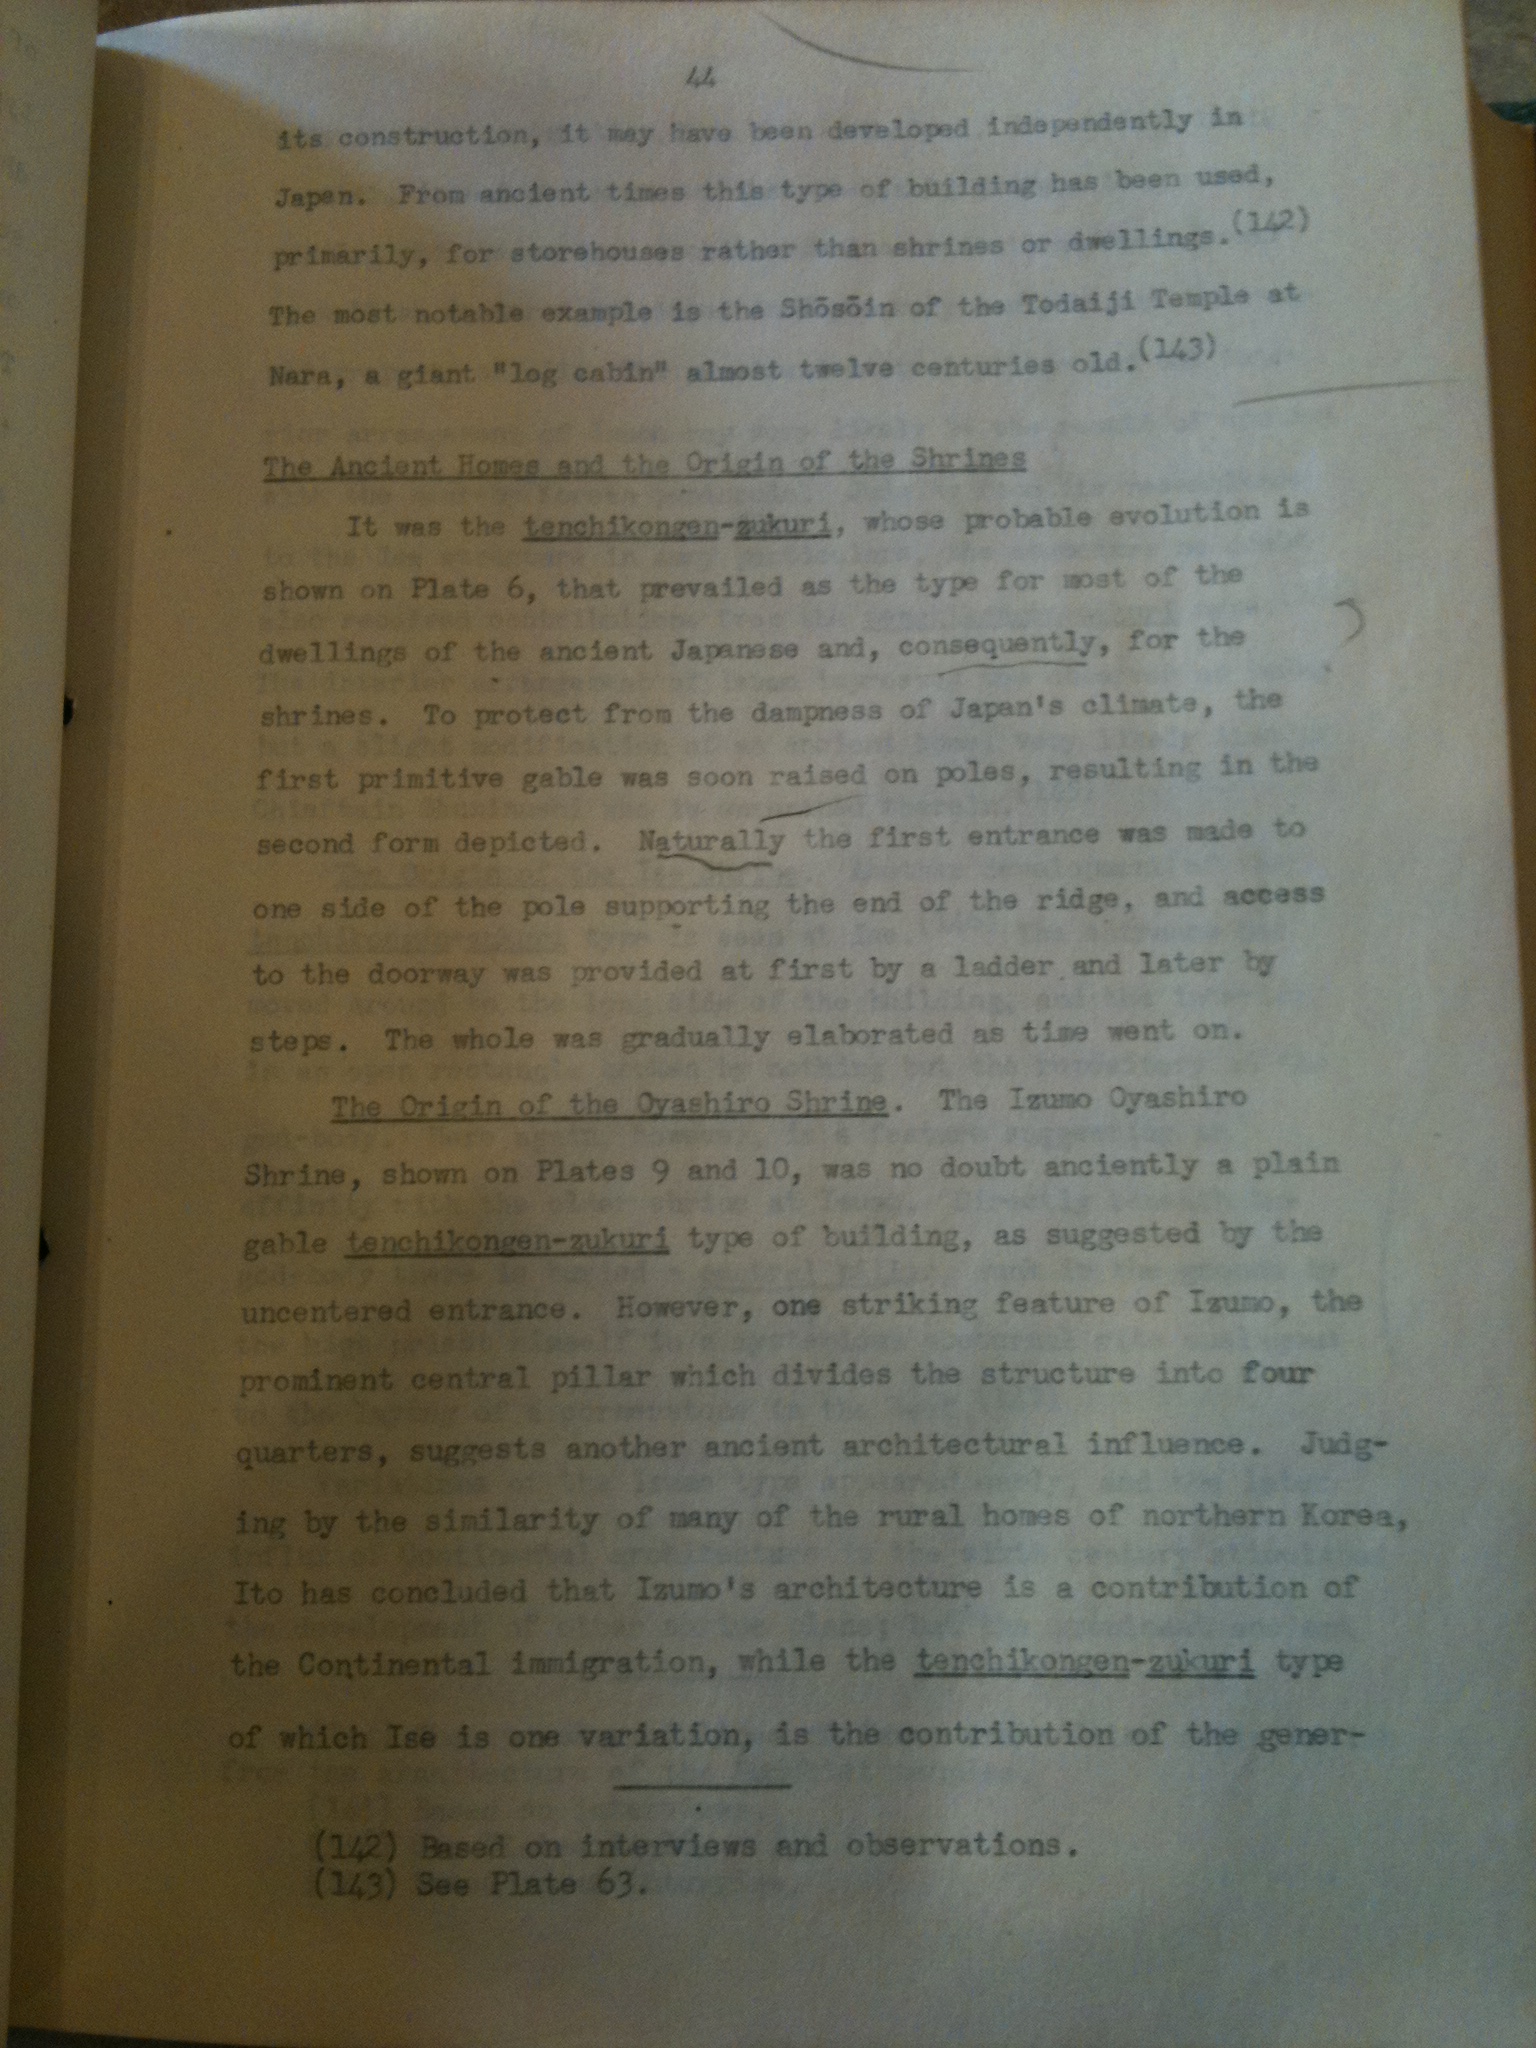 44
its construction, it may have been developed independently in
Japan. From ancient times this type of building has been used,
primarily, for storehouses rather than shrines or dwellings.(142)
The most notable example is the Shōsōin of the Todaiji Temple at
Nara, a giant "log cabin" almost twelve centuries old.(143)
The Ancient Homes and the Origin of the Shrines
It was the tenchikongen-zukuri, whose probable evolution is
shown on Plate 6, that prevailed as the type for most of the
dwellings of the ancient Japanese and, consequently, for the
shrines. To protect from the dampness of Japan's climate, the
first primitive gable was soon raised on poles, resulting in the
second form depicted. Naturally the first entrance was made to
one side of the pole supporting the end of the ridge, and access
to the doorway was provided at first by a ladder and later by
steps. The whole was gradually elaborated as time went on.
The Origin of the Oyashiro Shrine. The Izumo Oyashiro
Shrine, shown on Plates 9 and 10, was no doubt anciently a plain
gable tenchikongen-zukuri type of building, as suggested by the
uncentered entrance. However, one striking feature of Izumo, the
prominent central pillar which divides the structure into four
quarters, suggests another ancient architectural influence. Judg-
ing by the similarity of many of the rural homes of northern Korea,
Ito has concluded that Izumo's architecture is a contribution of
the Continental immigration, while the tenchikongen-zukuri type
of which Ise is one variation, is the contribution of the gener-
(142) Based on interviews and observations.
(143) See Plate 63.